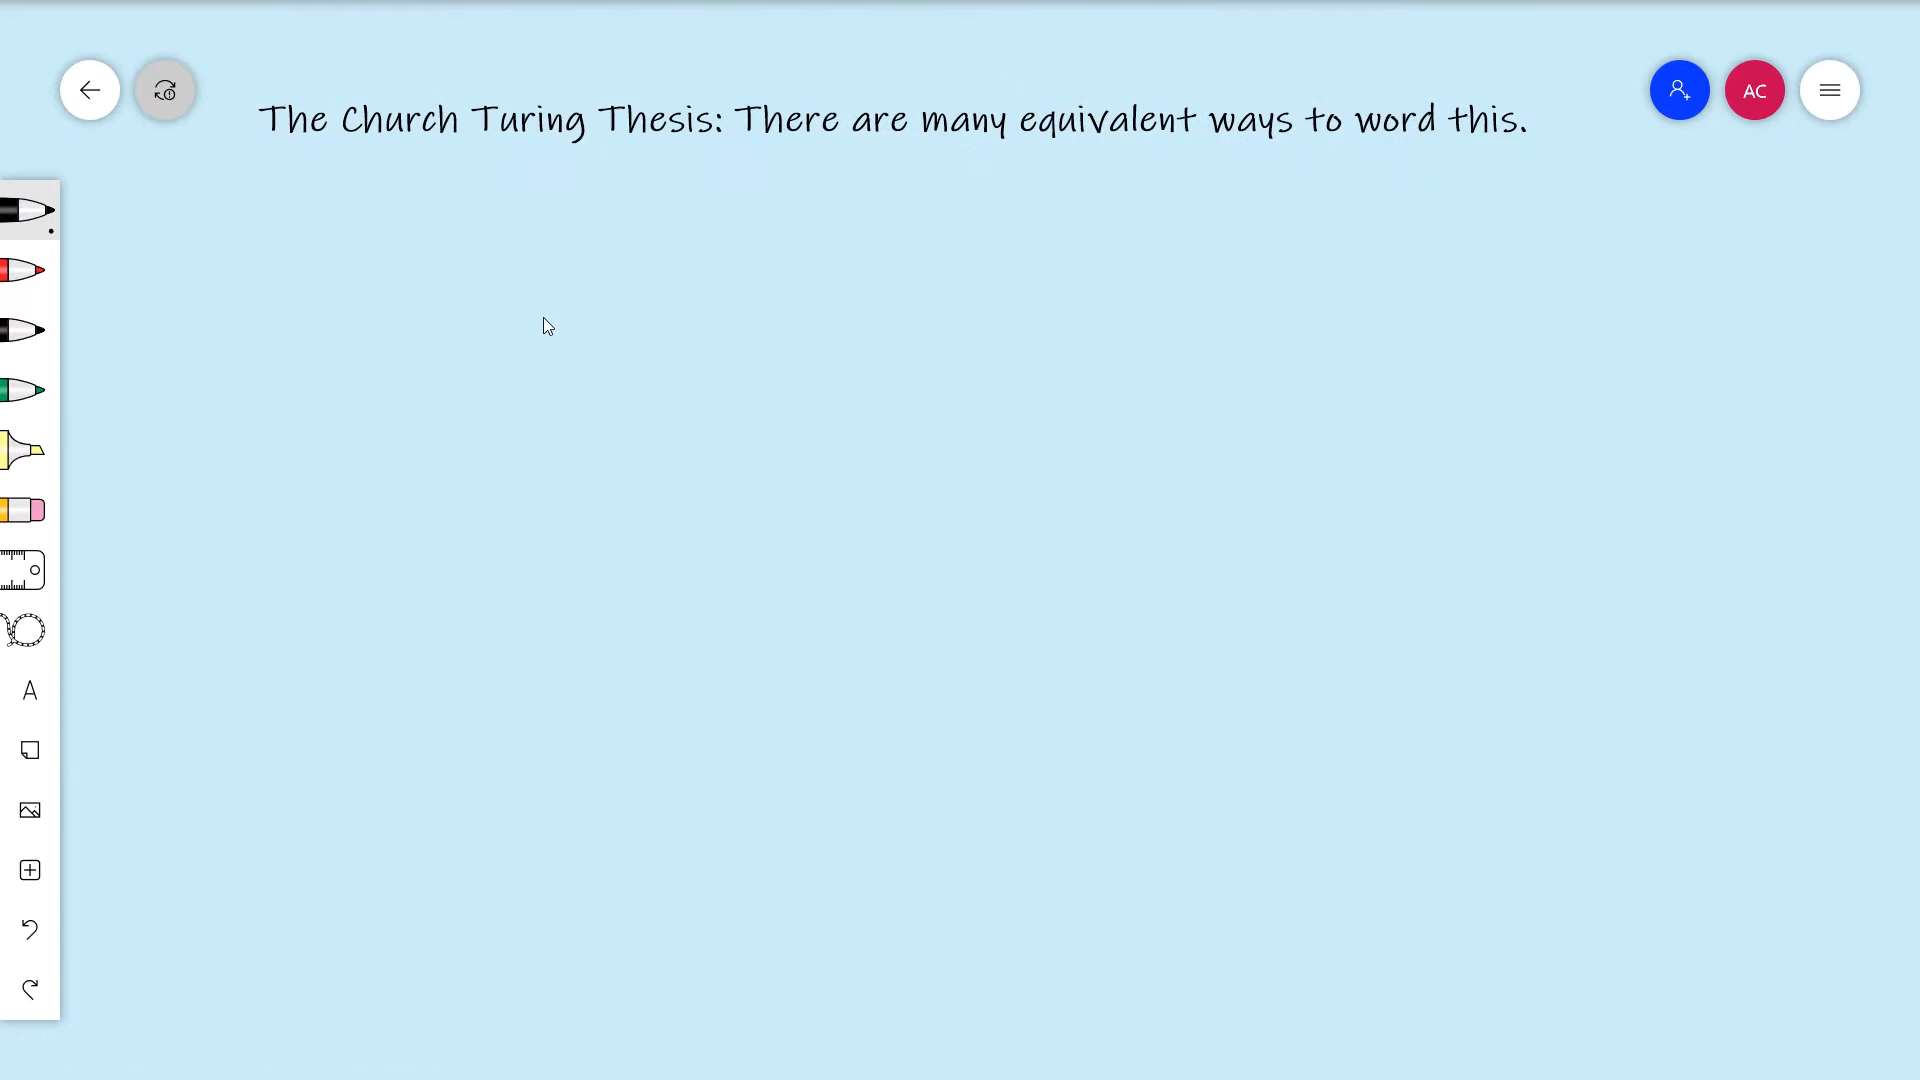 The Church Turing Thesis: There are many equivalent ways to word this.
AC
A